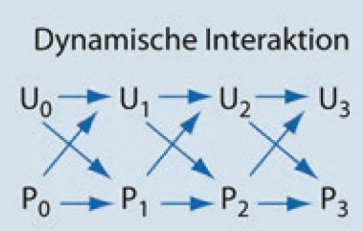 Dynamische Interaktion
U₀ U₁ U₂ U₃
P₀ P₁ P₂ P₃